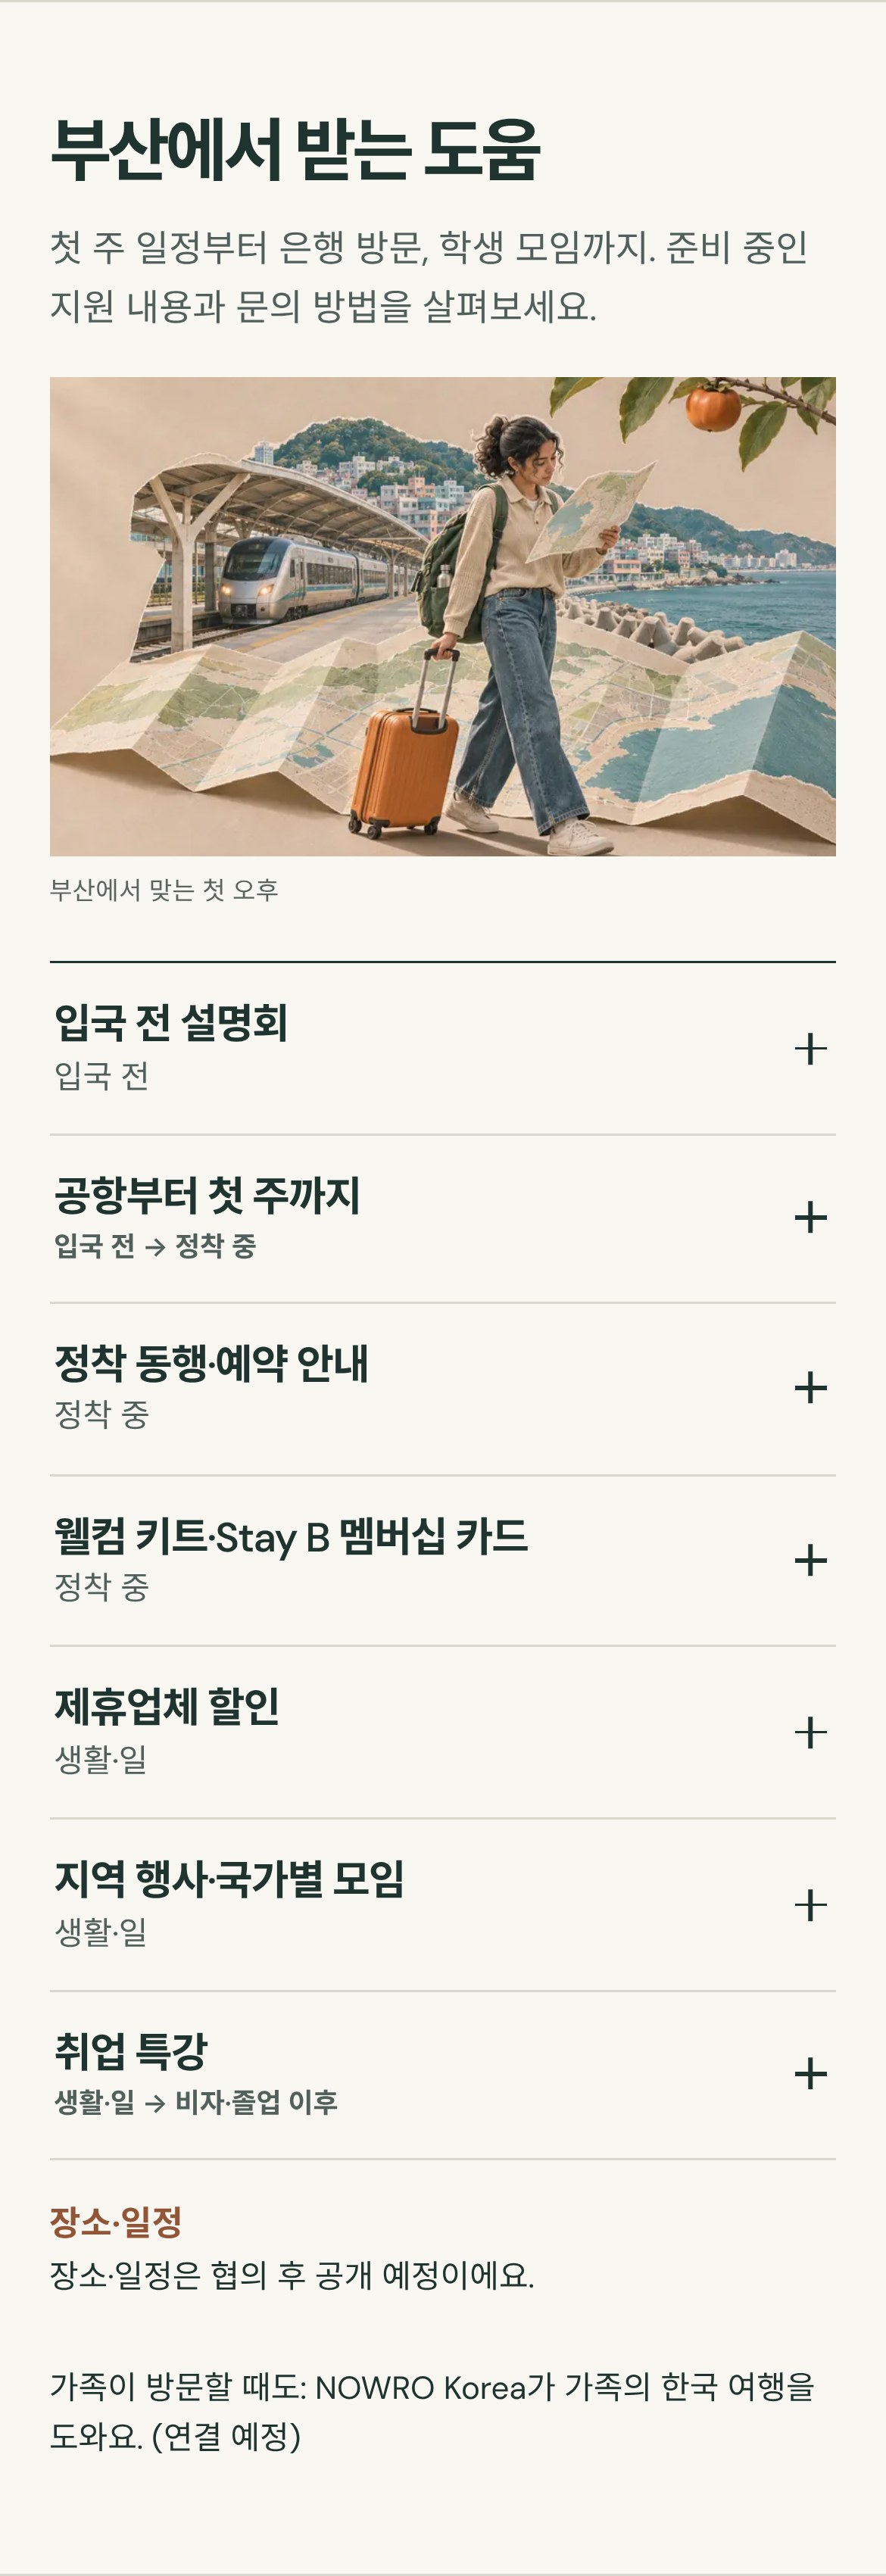 부산에서 받는 도움
첫 주 일정부터 은행 방문, 학생 모임까지. 준비 중인
지원 내용과 문의 방법을 살펴보세요.
부산에서 맞는 첫 오후
입국 전 설명회
입국 전
공항부터 첫 주까지
입국 전 → 정착 중
정착 동행·예약 안내
정착 중
웰컴 키트·Stay B 멤버십 카드
정착 중
제휴업체 할인
생활·일
지역 행사·국가별 모임
생활·일
취업 특강
생활·일 → 비자·졸업 이후
장소·일정
장소·일정은 협의 후 공개 예정이에요.
가족이 방문할 때도: NOWRO Korea가 가족의 한국 여행을
도와요. (연결 예정)